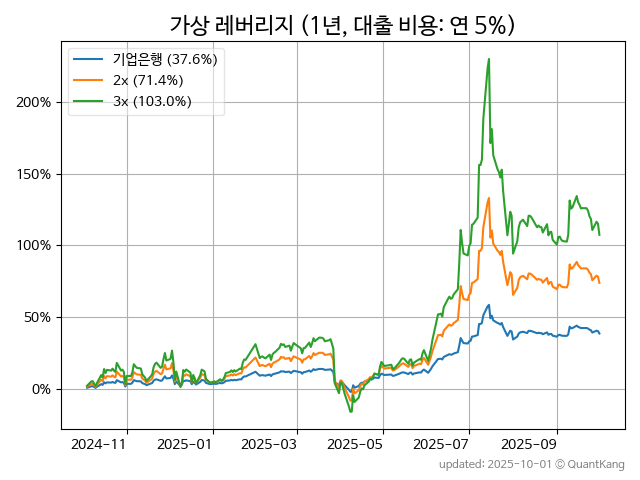 가상 레버리지 (1년, 대출 비용: 연 5%)
기업은행 (37.6%)
2x (71.4%)
3x (103.0%)
200%
150%
100%
50%
0%
2024-11 2025-01 2025-03 2025-05 2025-07 2025-09
updated: 2025-10-01 © QuantKang